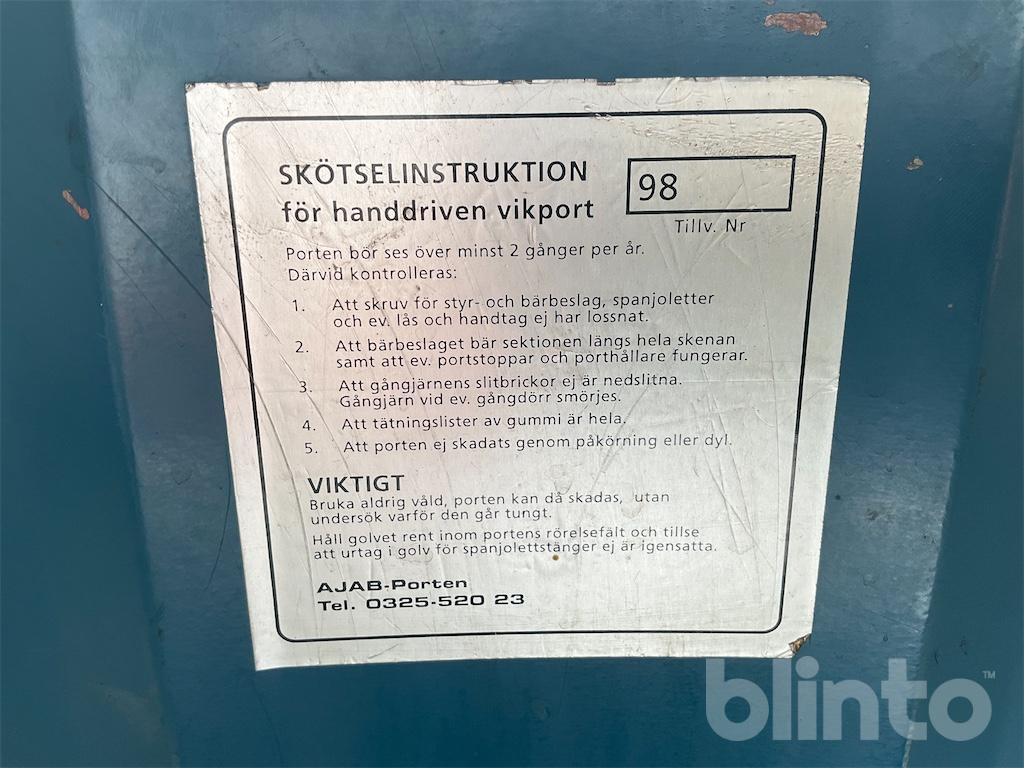 SKÖTSELINSTRUKTION
för handdriven vikport
98
Tillv. Nr
Porten bör ses över minst 2 gånger per år.
Därvid kontrolleras:
1. Att skruv för styr- och bärbeslag, spanjoletter
och ev. lås och handtag ej har lossnat.
2. Att bärbeslaget bär sektionen längs hela skenan
samt att ev. portstoppar och porthållare fungerar.
3. Att gångjärnens slitbrickor ej är nedslitna.
Gångjärn vid ev. gångdörr smörjes.
4. Att tätningslister av gummi är hela.
5. Att porten ej skadats genom påkörning eller dyl.
VIKTIGT
Bruka aldrig våld, porten kan då skadas, utan
undersök varför den går tungt.
Håll golvet rent inom portens rörelsefält och tillse
att urtag i golv för spanjolettstänger ej är igensatta.
AJAB-Porten
Tel. 0325-520 23
blinto™